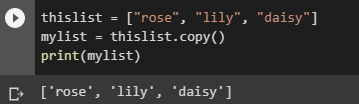 thislist = ["rose", "lily", "daisy"]
mylist = thislist.copy()
print(mylist)
['rose', 'lily', 'daisy']